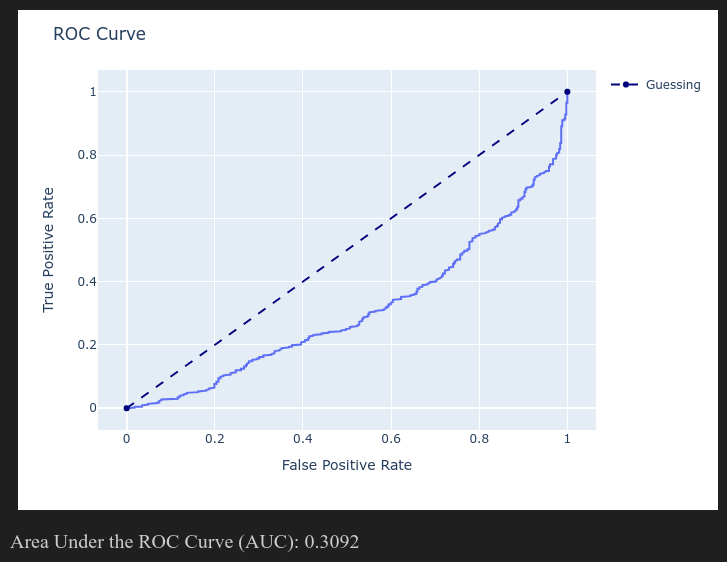 ROC Curve
Guessing
1
0.8
0.6
0.4
0.2
0
True Positive Rate
0 0.2 0.4 0.6 0.8 1
False Positive Rate
Area Under the ROC Curve (AUC): 0.3092